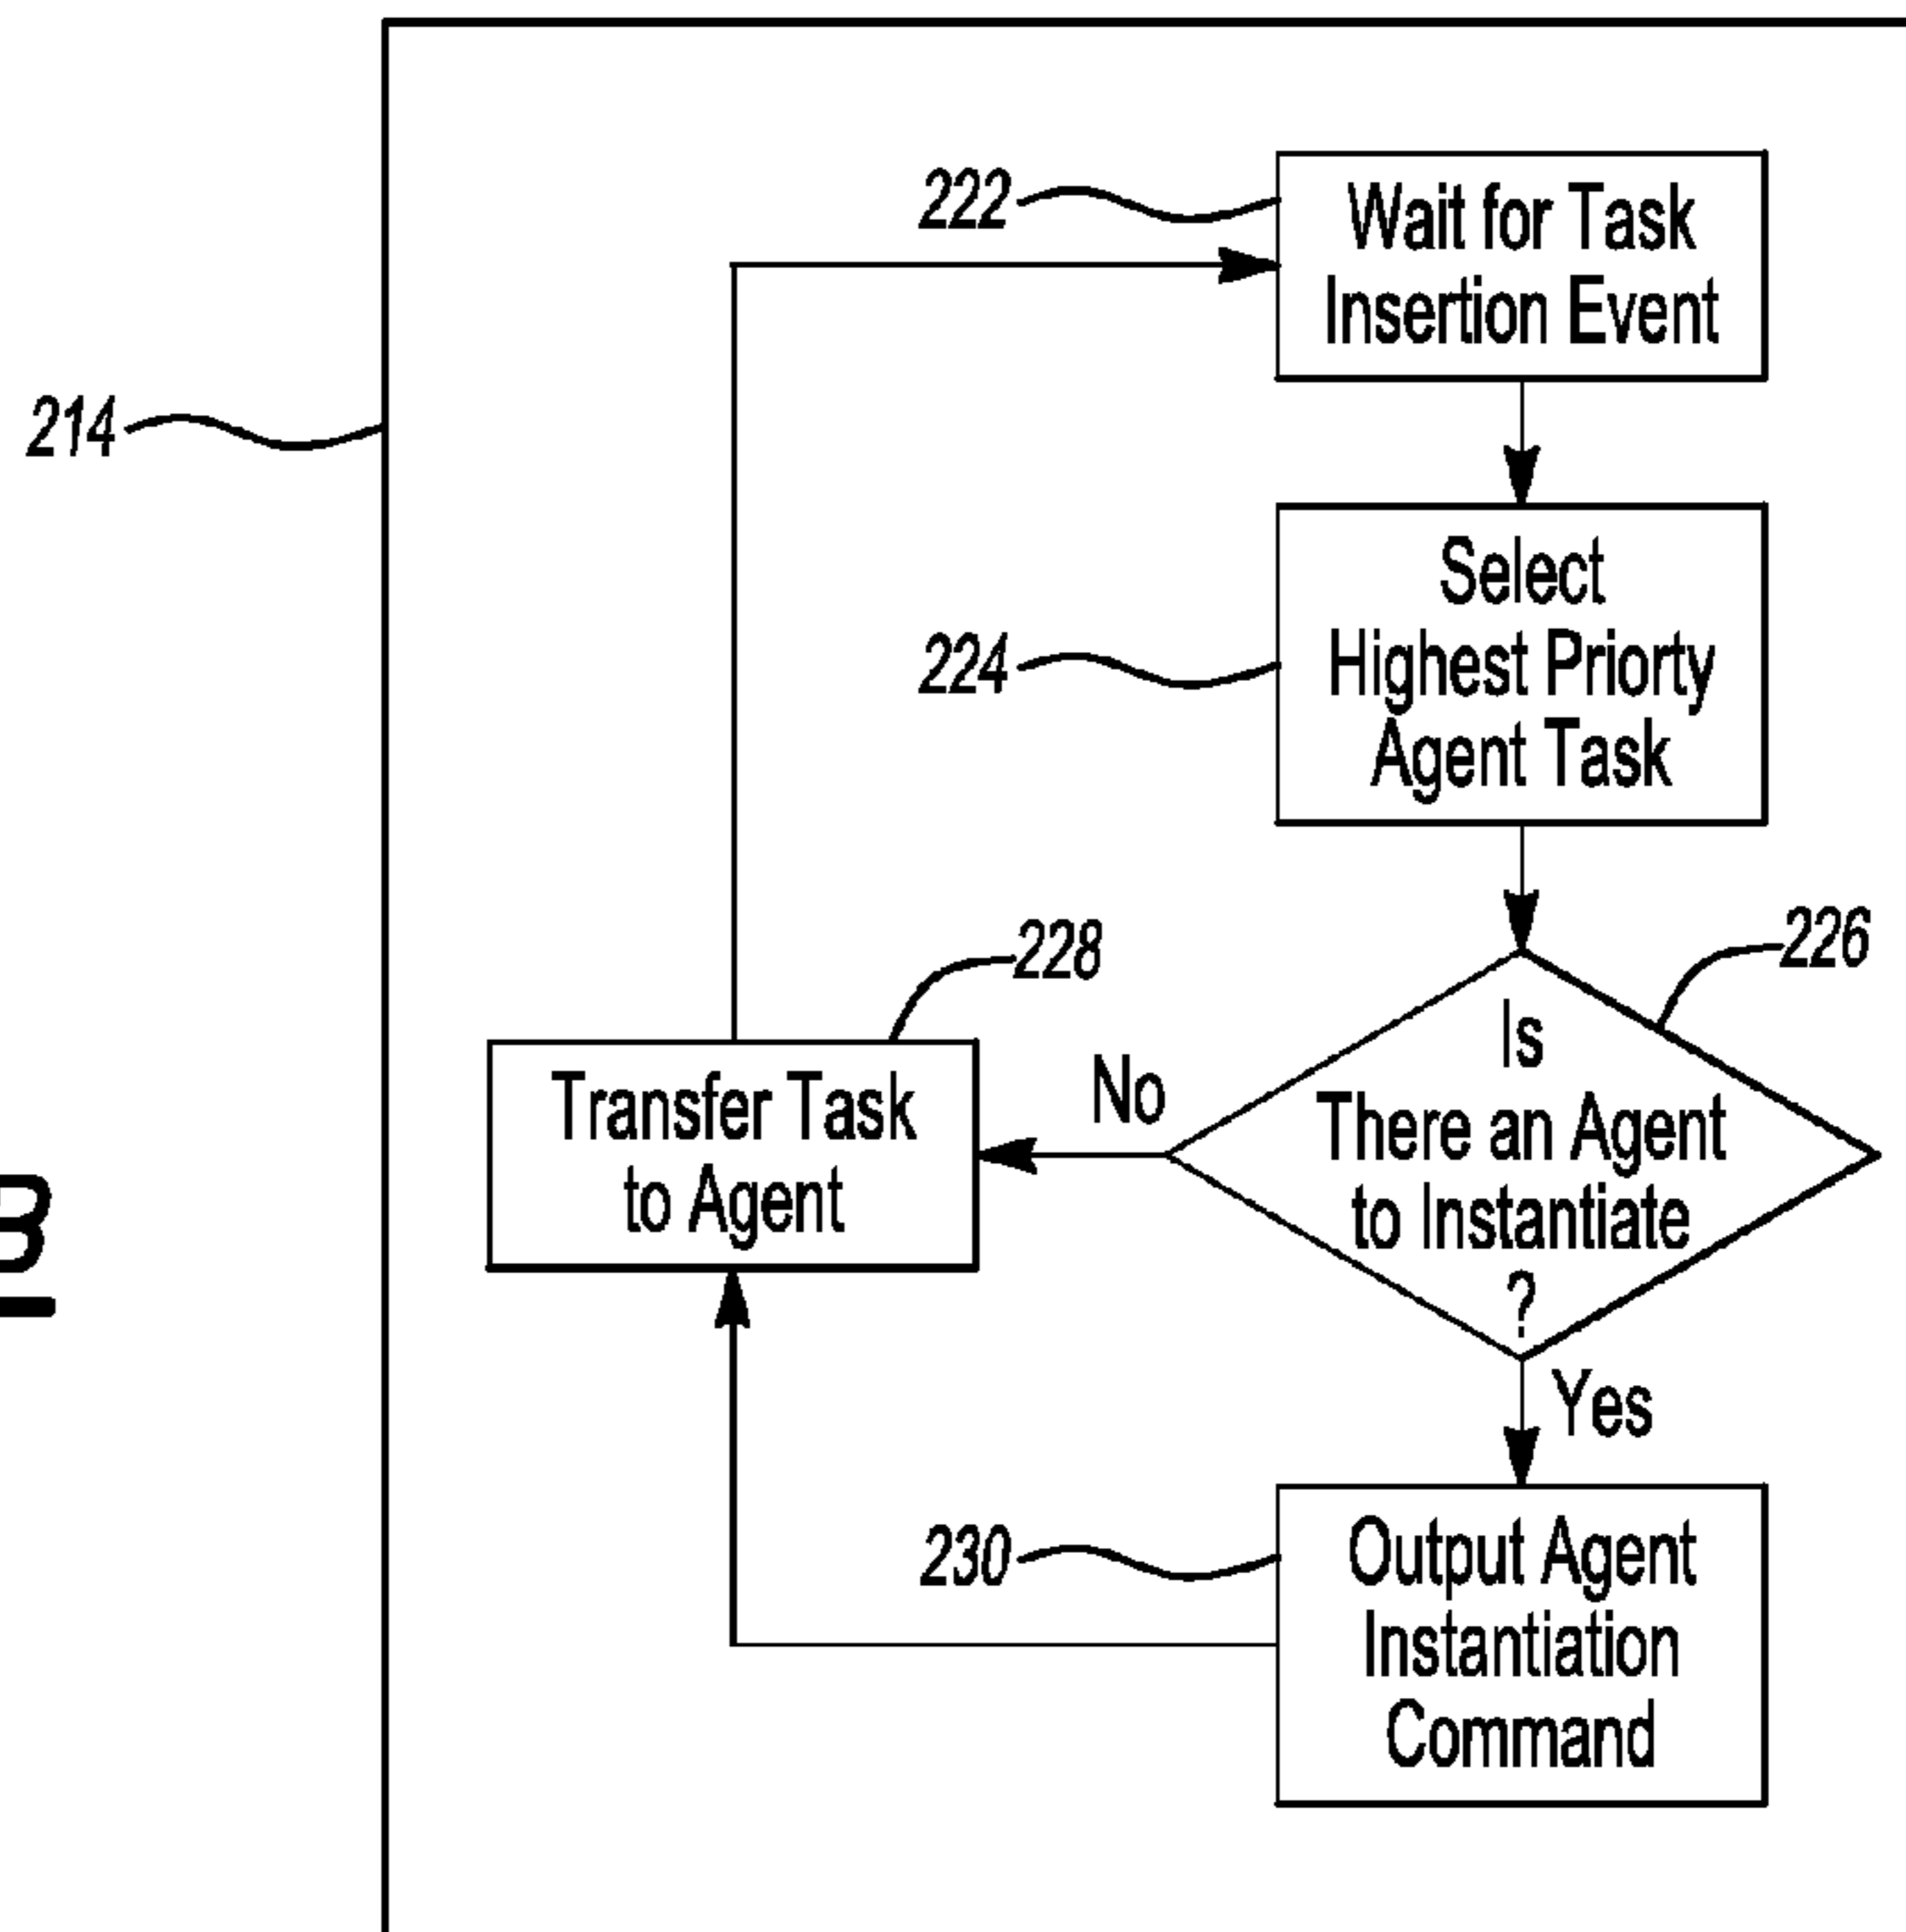 222
Wait for Task
Insertion Event
214
224
Select
Highest Priorty
Agent Task
228
226
Is
There an Agent
to Instantiate
?
No
Transfer Task
to Agent
B
Yes
230
Output Agent
Instantiation
Command